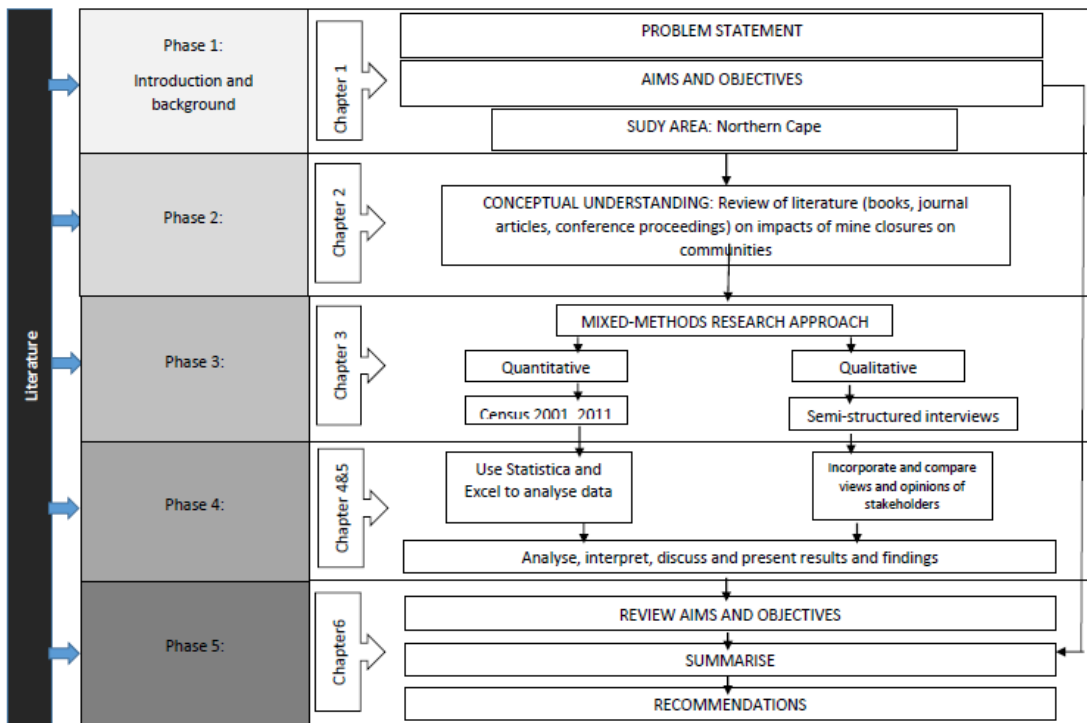 Literature
Phase 1:
Introduction and
background
Chapter 1
PROBLEM STATEMENT
AIMS AND OBJECTIVES
SUDY AREA: Northern Cape
Phase 2:
Chapter 2
CONCEPTUAL UNDERSTANDING: Review of literature (books, journal
articles, conference proceedings) on impacts of mine closures on
communities
Phase 3:
Chapter 3
MIXED-METHODS RESEARCH APPROACH
Quantitative
Qualitative
Census 2001, 2011
Semi-structured interviews
Phase 4:
Chapter 4&5
Use Statistica and
Excel to analyse data
Incorporate and compare
views and opinions of
stakeholders
Analyse, interpret, discuss and present results and findings
Phase 5:
Chapter6
REVIEW AIMS AND OBJECTIVES
SUMMARISE
RECOMMENDATIONS